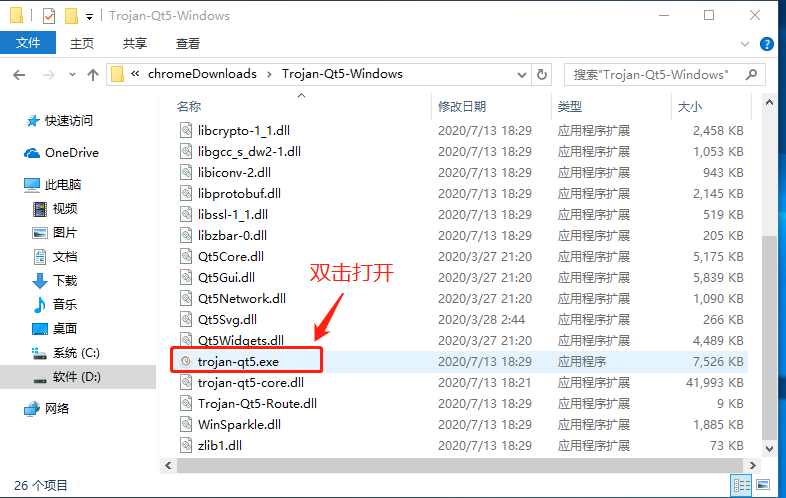 Trojan-Qt5-Windows
文件 主页 共享 查看
« chromeDownloads › Trojan-Qt5-Windows 搜索"Trojan-Qt5-Windows"
名称 修改日期 类型 大小
快速访问
OneDrive
此电脑
视频
图片
文档
下载
音乐
桌面
系统 (C:)
软件 (D:)
网络
libcrypto-1_1.dll 2020/7/13 18:29 应用程序扩展 2,458 KB
libgcc_s_dw2-1.dll 2020/7/13 18:29 应用程序扩展 1,053 KB
libiconv-2.dll 2020/7/13 18:29 应用程序扩展 943 KB
libprotobuf.dll 2020/7/13 18:29 应用程序扩展 2,145 KB
libssl-1_1.dll 2020/7/13 18:29 应用程序扩展 519 KB
libzbar-0.dll 2020/7/13 18:29 应用程序扩展 205 KB
Qt5Core.dll 2020/3/27 21:20 应用程序扩展 5,175 KB
Qt5Gui.dll 2020/3/27 21:20 应用程序扩展 5,839 KB
Qt5Network.dll 2020/3/27 21:20 应用程序扩展 1,090 KB
Qt5Svg.dll 2020/3/28 2:44 应用程序扩展 266 KB
Qt5Widgets.dll 2020/3/27 21:20 应用程序扩展 4,489 KB
trojan-qt5.exe 2020/7/13 18:29 应用程序 7,526 KB
trojan-qt5-core.dll 2020/7/13 18:21 应用程序扩展 41,993 KB
Trojan-Qt5-Route.dll 2020/7/13 18:29 应用程序扩展 9 KB
WinSparkle.dll 2020/7/13 18:29 应用程序扩展 1,885 KB
zlib1.dll 2020/7/13 18:29 应用程序扩展 73 KB
双击打开
26 个项目